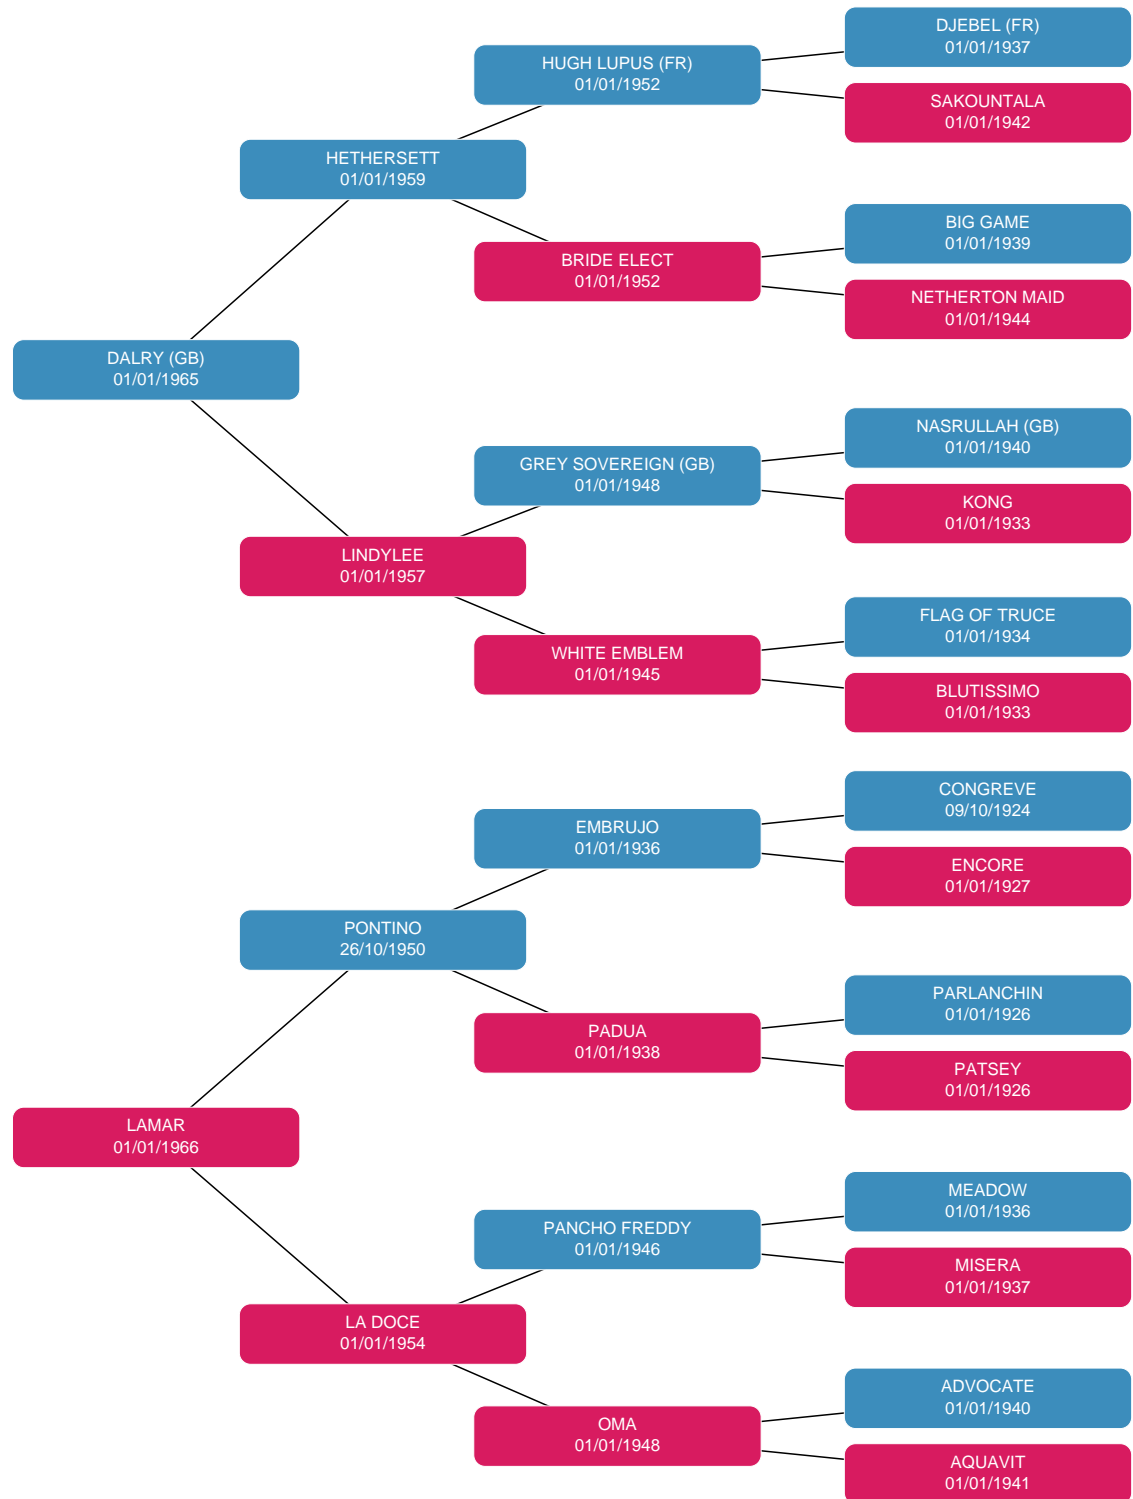 DJEBEL (FR)
01/01/1937
HUGH LUPUS (FR)
01/01/1952
SAKOUNTALA
01/01/1942
HETHERSETT
01/01/1959
BIG GAME
01/01/1939
BRIDE ELECT
01/01/1952
NETHERTON MAID
01/01/1944
DALRY (GB)
01/01/1965
NASRULLAH (GB)
01/01/1940
GREY SOVEREIGN (GB)
01/01/1948
KONG
01/01/1933
LINDYLEE
01/01/1957
FLAG OF TRUCE
01/01/1934
WHITE EMBLEM
01/01/1945
BLUTISSIMO
01/01/1933
CONGREVE
09/10/1924
EMBRUJO
01/01/1936
ENCORE
01/01/1927
PONTINO
26/10/1950
PARLANCHIN
01/01/1926
PADUA
01/01/1938
PATSEY
01/01/1926
LAMAR
01/01/1966
MEADOW
01/01/1936
PANCHO FREDDY
01/01/1946
MISERA
01/01/1937
LA DOCE
01/01/1954
ADVOCATE
01/01/1940
OMA
01/01/1948
AQUAVIT
01/01/1941